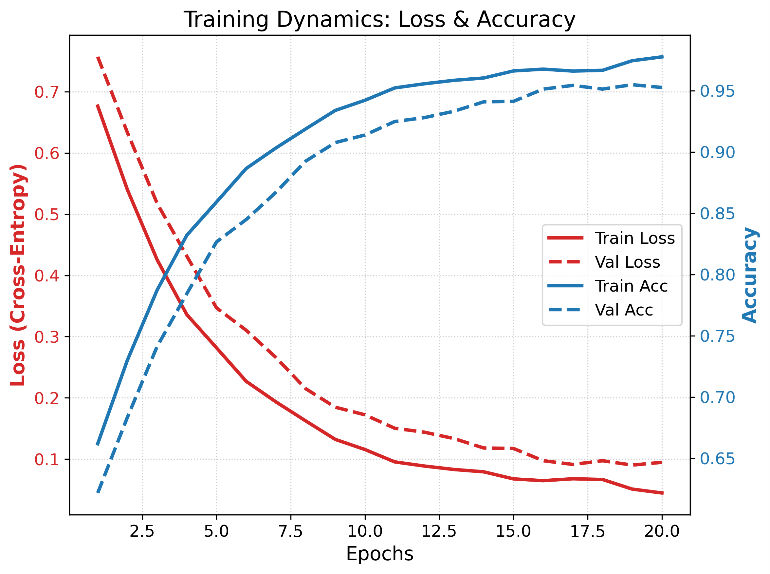 Training Dynamics: Loss & Accuracy
Loss (Cross-Entropy)
0.7
0.6
0.5
0.4
0.3
0.2
0.1
0.95
0.90
0.85
0.80
0.75
0.70
0.65
Accuracy
Train Loss
Val Loss
Train Acc
Val Acc
2.5 5.0 7.5 10.0 12.5 15.0 17.5 20.0
Epochs